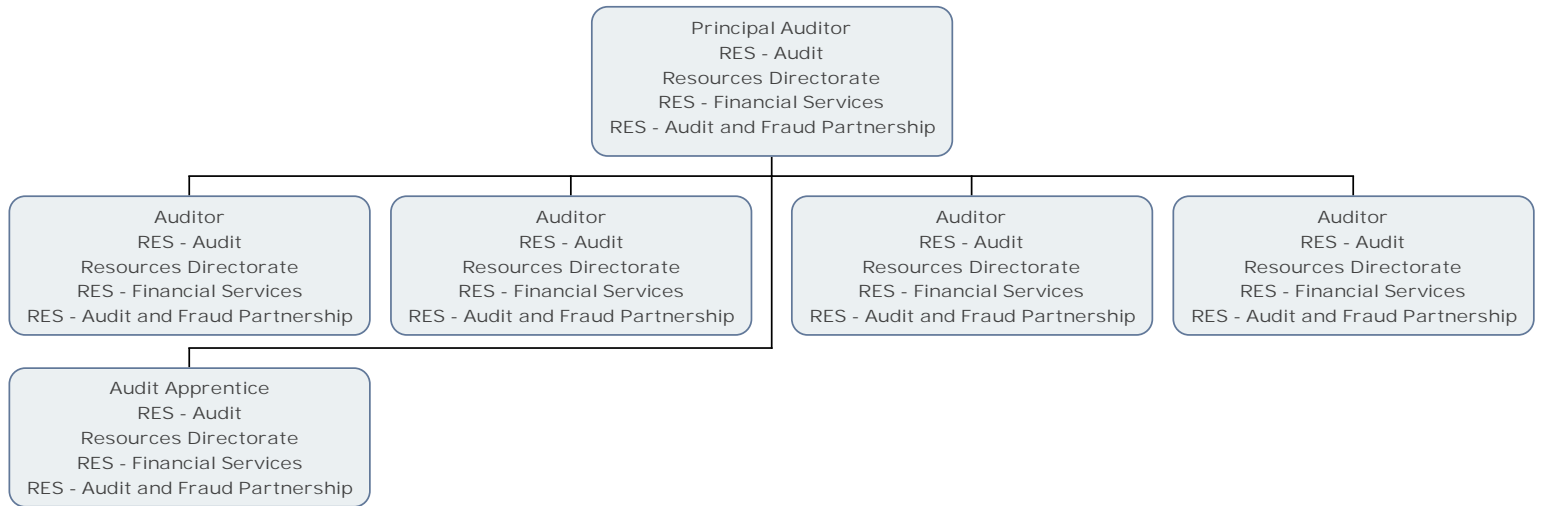 Principal Auditor
RES - Audit
Resources Directorate
RES - Financial Services
RES - Audit and Fraud Partnership
Auditor
RES - Audit
Resources Directorate
RES - Financial Services
RES - Audit and Fraud Partnership
Auditor
RES - Audit
Resources Directorate
RES - Financial Services
RES - Audit and Fraud Partnership
Auditor
RES - Audit
Resources Directorate
RES - Financial Services
RES - Audit and Fraud Partnership
Auditor
RES - Audit
Resources Directorate
RES - Financial Services
RES - Audit and Fraud Partnership
Audit Apprentice
RES - Audit
Resources Directorate
RES - Financial Services
RES - Audit and Fraud Partnership